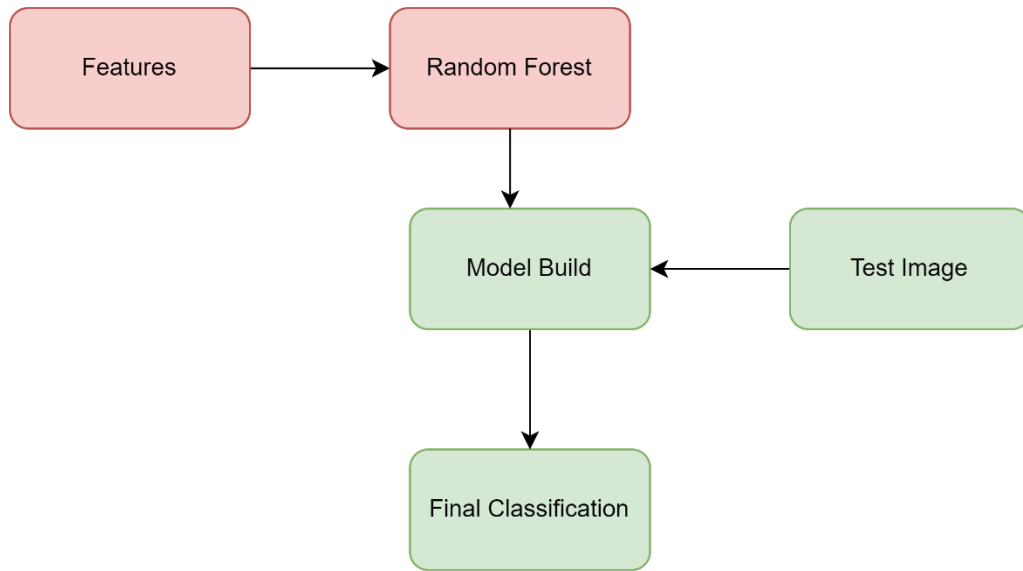 Features
Random Forest
Model Build
Test Image
Final Classification